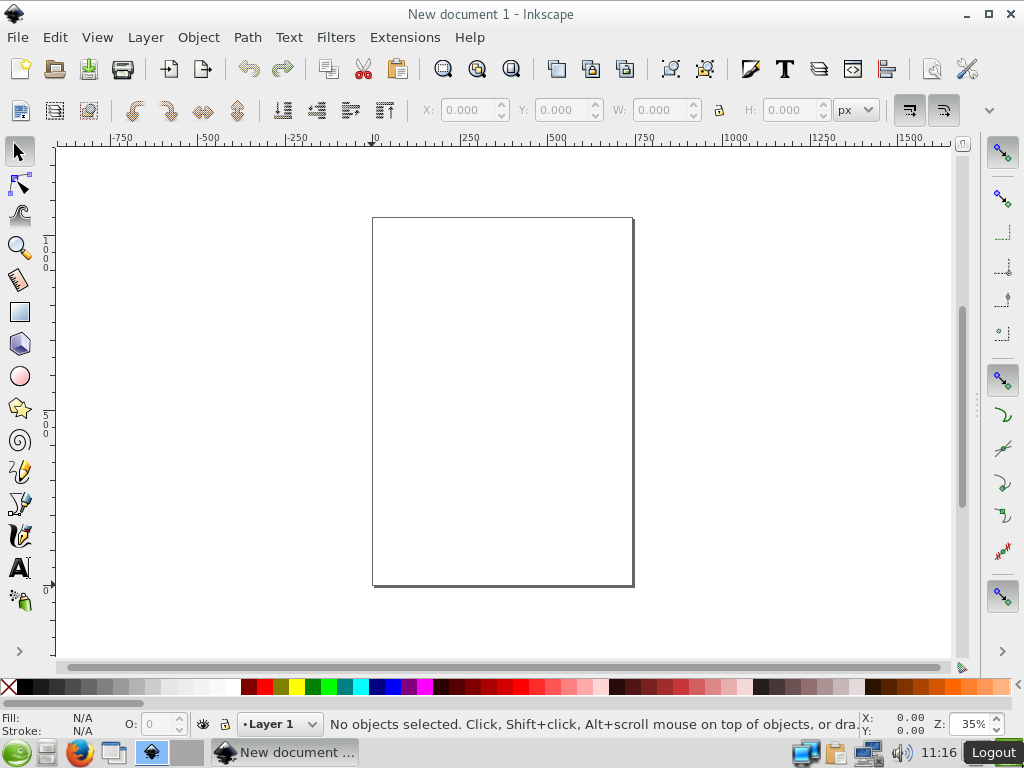 New document 1 - Inkscape
File Edit View Layer Object Path Text Filters Extensions Help
X: 0.000 Y: 0.000 W: 0.000 H: 0.000 px
-750 -500 -250 0 250 500 750 1000 1250 1500
1000
500
0
Fill: N/A
Stroke: N/A
O: 0
Layer 1
No objects selected. Click, Shift+click, Alt+scroll mouse on top of objects, or dra...
X: 0.00
Y: 0.00
Z: 35%
New document ...
11:16
Logout